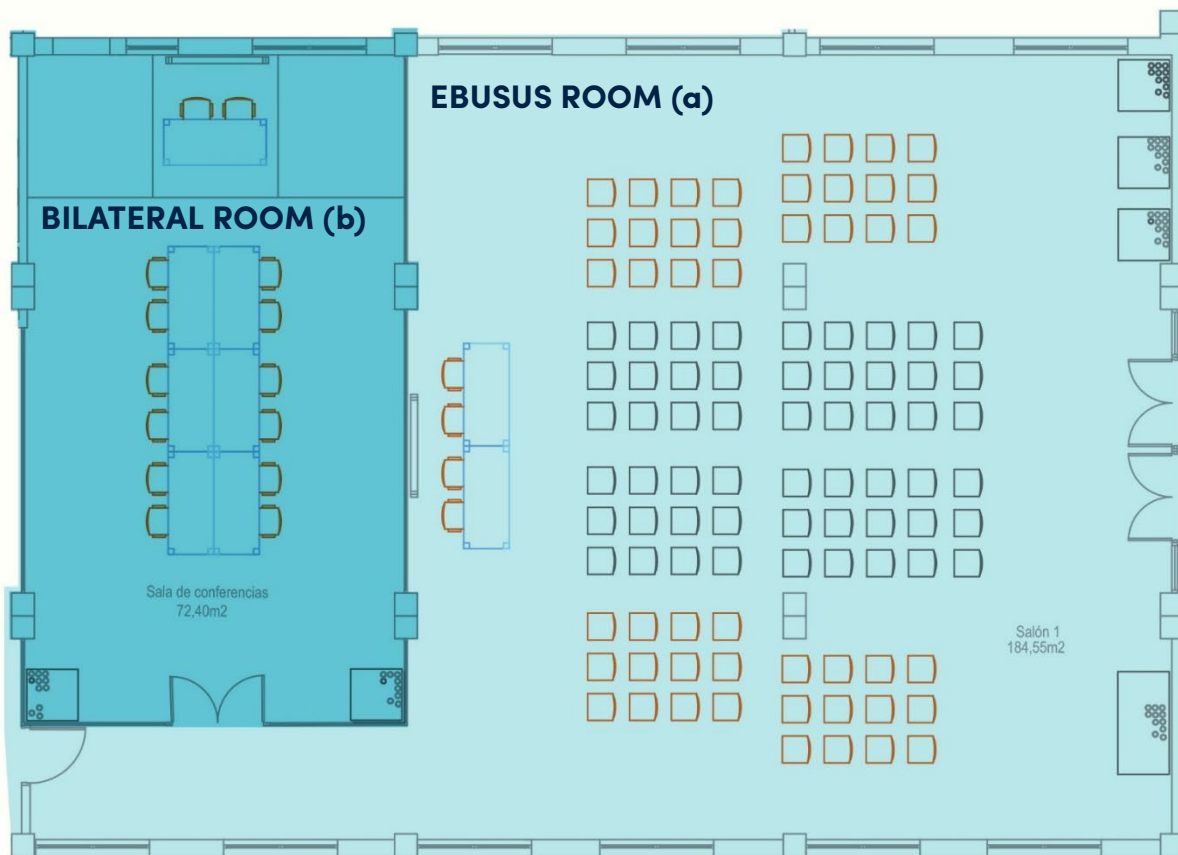 EBUSUS ROOM (a)
BILATERAL ROOM (b)
Sala de conferencias
72,40m2
Salón 1
184,55m2